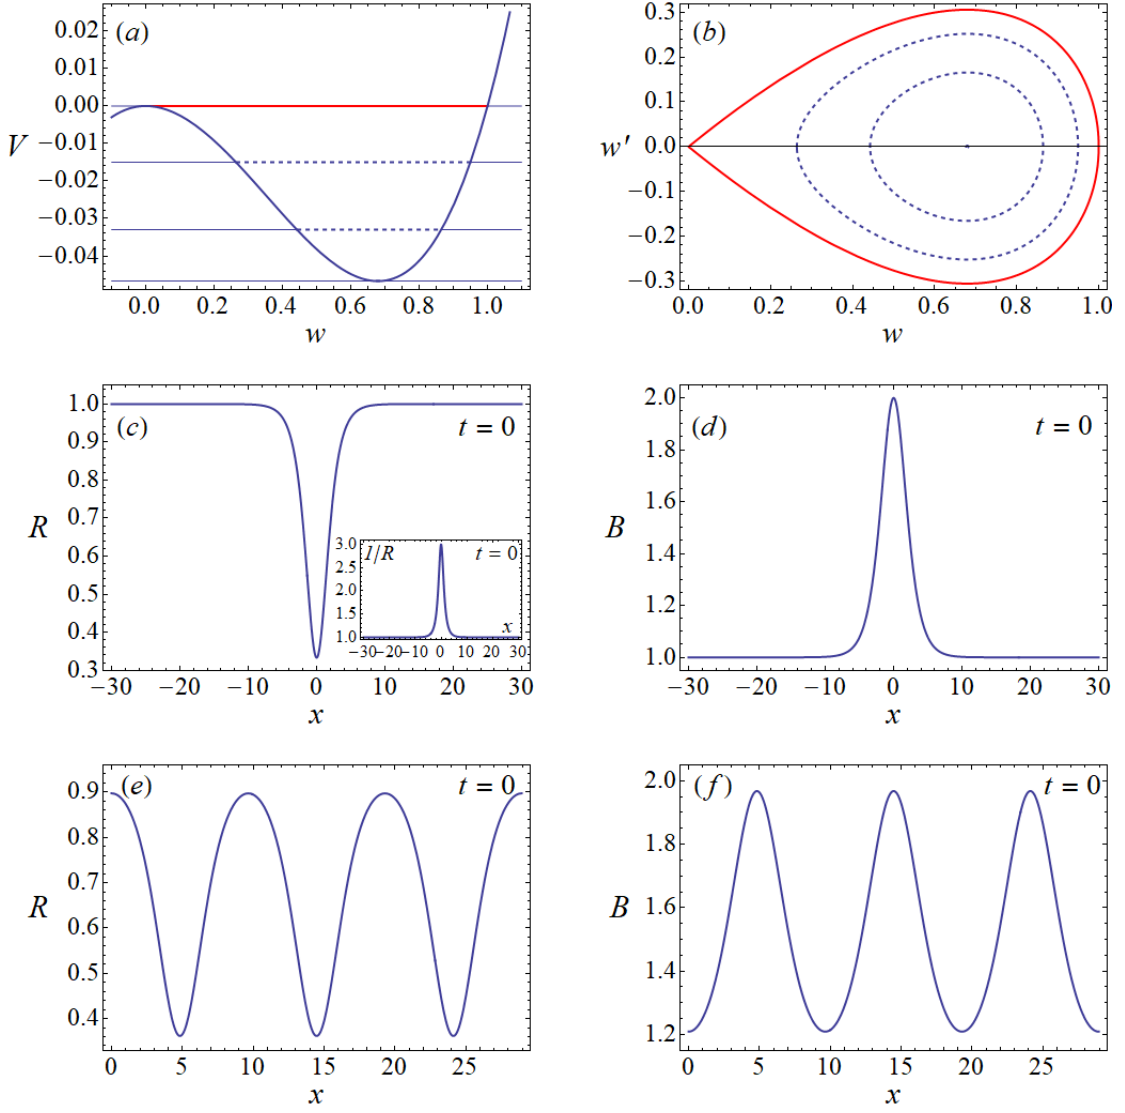 (a)
0.02
0.01
0.00
−0.01
−0.02
−0.03
−0.04
V
0.0 0.2 0.4 0.6 0.8 1.0
w
(b)
0.3
0.2
0.1
0.0
−0.1
−0.2
−0.3
w′
0.0 0.2 0.4 0.6 0.8 1.0
w
(c) t = 0
1.0
0.9
0.8
0.7
0.6
0.5
0.4
0.3
R
1/R t = 0
3.0
2.5
2.0
1.5
1.0
x
−30 −20 −10 0 10 20 30
−30 −20 −10 0 10 20 30
x
(d) t = 0
2.0
1.8
1.6
1.4
1.2
1.0
B
−30 −20 −10 0 10 20 30
x
(e) t = 0
0.9
0.8
0.7
0.6
0.5
0.4
R
0 5 10 15 20 25
x
(f) t = 0
2.0
1.8
1.6
1.4
1.2
B
0 5 10 15 20 25
x